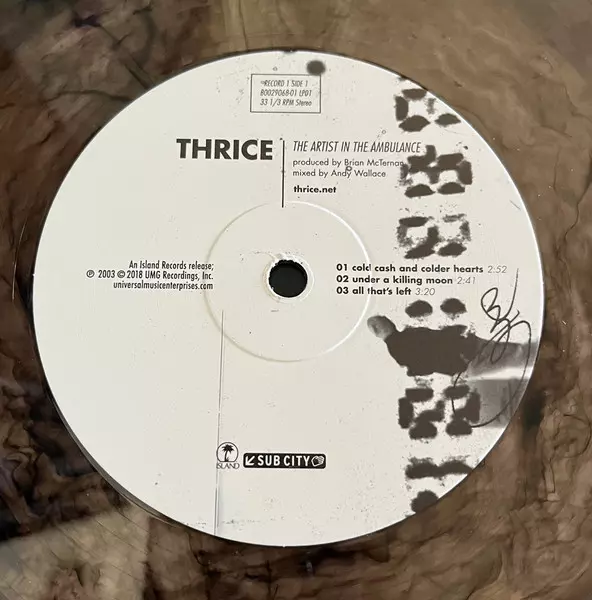 RECORD 1 SIDE 1
B0029068-01 LP01
33 1/3 RPM Stereo
THRICE
THE ARTIST IN THE AMBULANCE
produced by Brian McTernan
mixed by Andy Wallace
thrice.net
An Island Records release;
℗ 2003 © 2018 UMG Recordings, Inc.
universalmusicenterprises.com
01 cold cash and colder hearts 2:52
02 under a killing moon 2:41
03 all that's left 3:20
ISLAND
SUB CITY